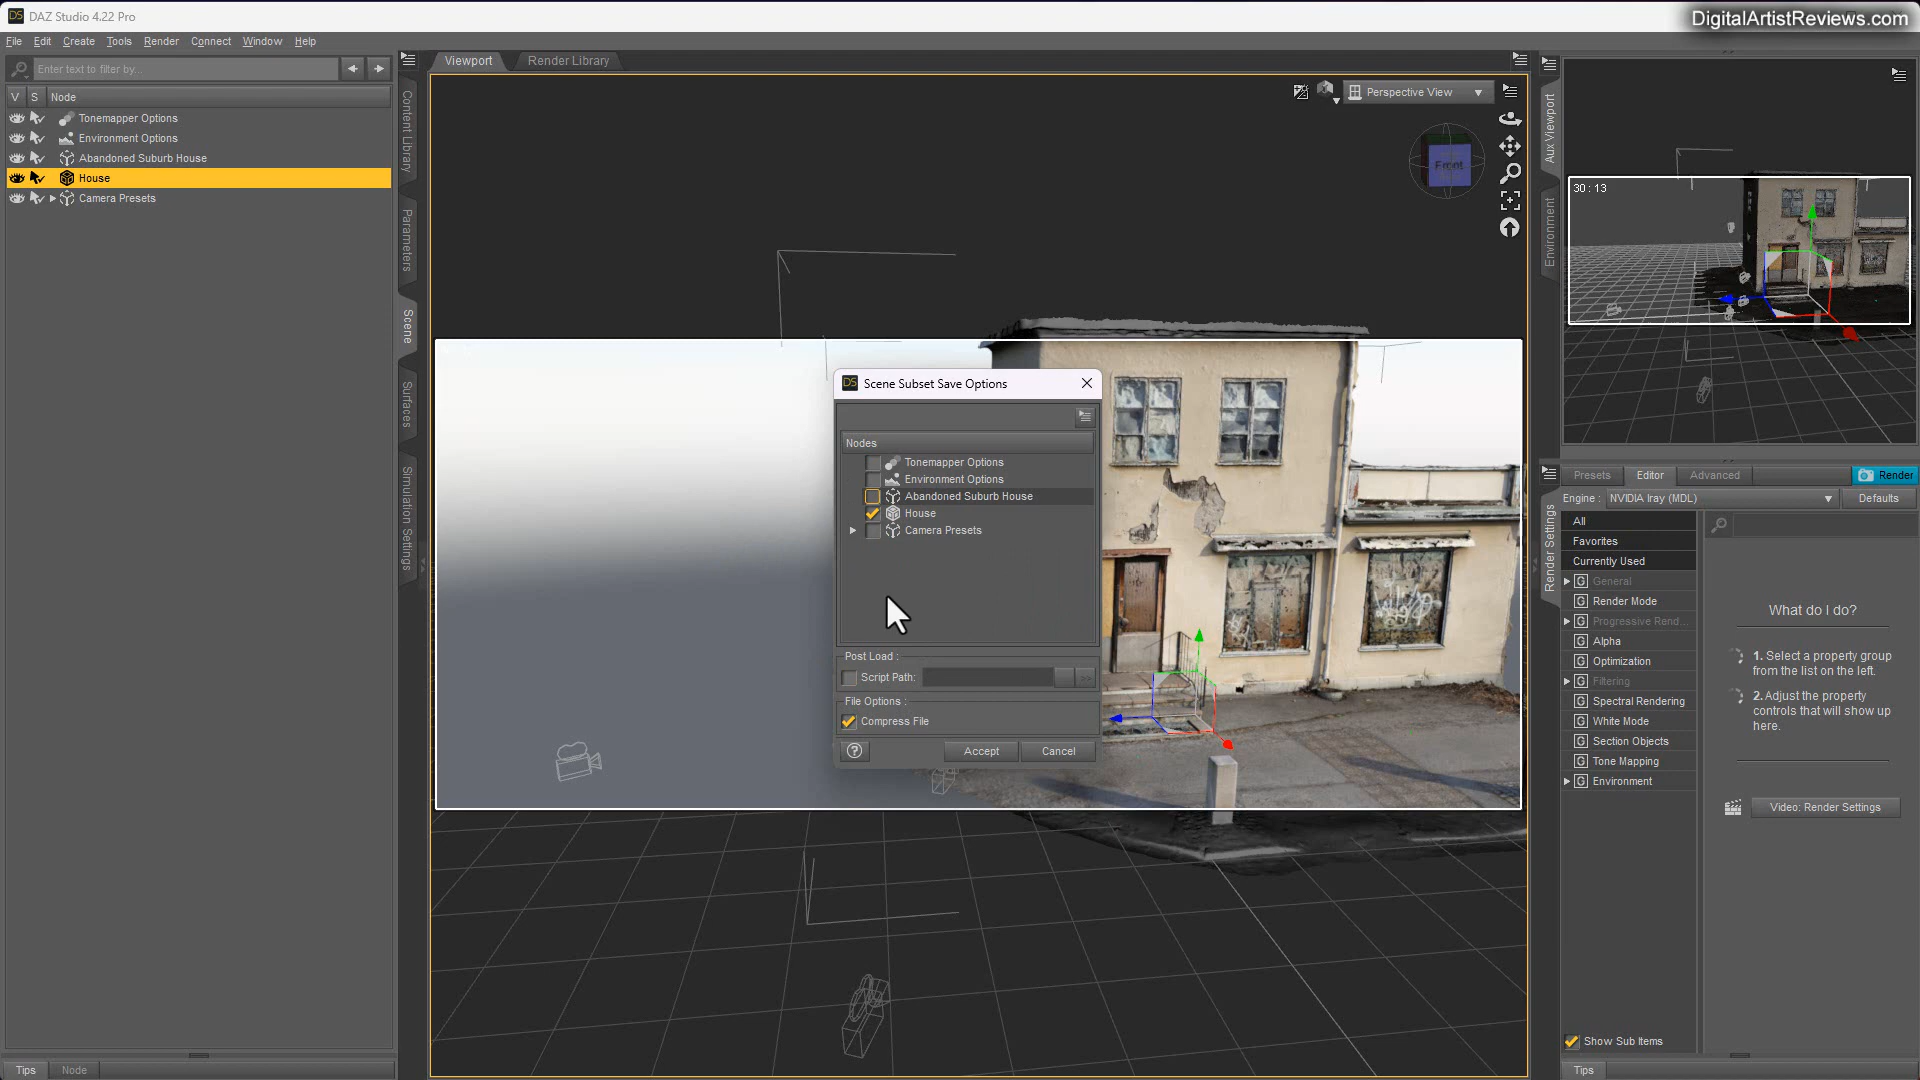 DAZ Studio 4.22 Pro
DigitalArtistReviews.com
File Edit Create Tools Render Connect Window Help
Enter text to filter by...
V S Node
Tonemapper Options
Environment Options
Abandoned Suburb House
House
Camera Presets
Tips Node
Content Library
Parameters
Scene
Surfaces
Simulation Settings
Viewport Render Library
Perspective View
Front
Scene Subset Save Options
Nodes
Tonemapper Options
Environment Options
Abandoned Suburb House
House
Camera Presets
Post Load :
Script Path:
>>
File Options :
Compress File
Accept Cancel
Aux Viewport
Environment
30 : 13
Render Settings
Presets Editor Advanced Render
Engine : NVIDIA Iray (MDL) Defaults
All
Favorites
Currently Used
G General
G Render Mode
G Progressive Rend...
G Alpha
G Optimization
G Filtering
G Spectral Rendering
G White Mode
G Section Objects
G Tone Mapping
G Environment
What do I do?
1. Select a property group
from the list on the left.
2. Adjust the property
controls that will show up
here.
Video: Render Settings
Show Sub Items
Tips